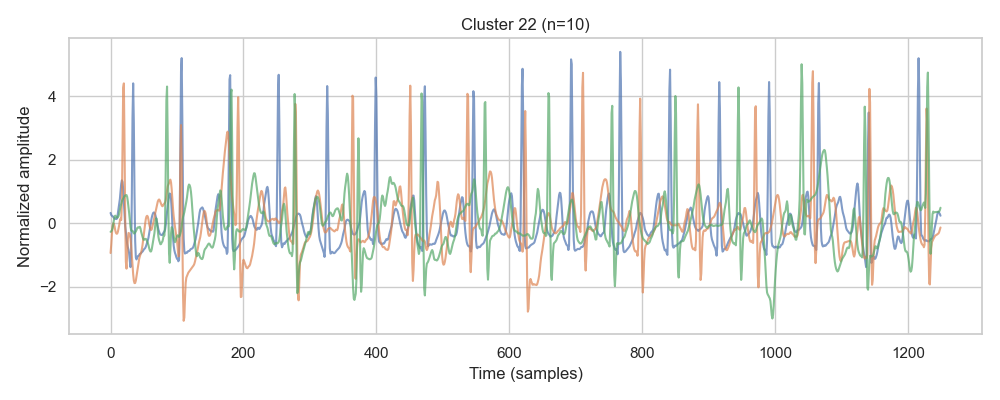 Cluster 22 (n=10)
Normalized amplitude
4
2
0
−2
0 200 400 600 800 1000 1200
Time (samples)